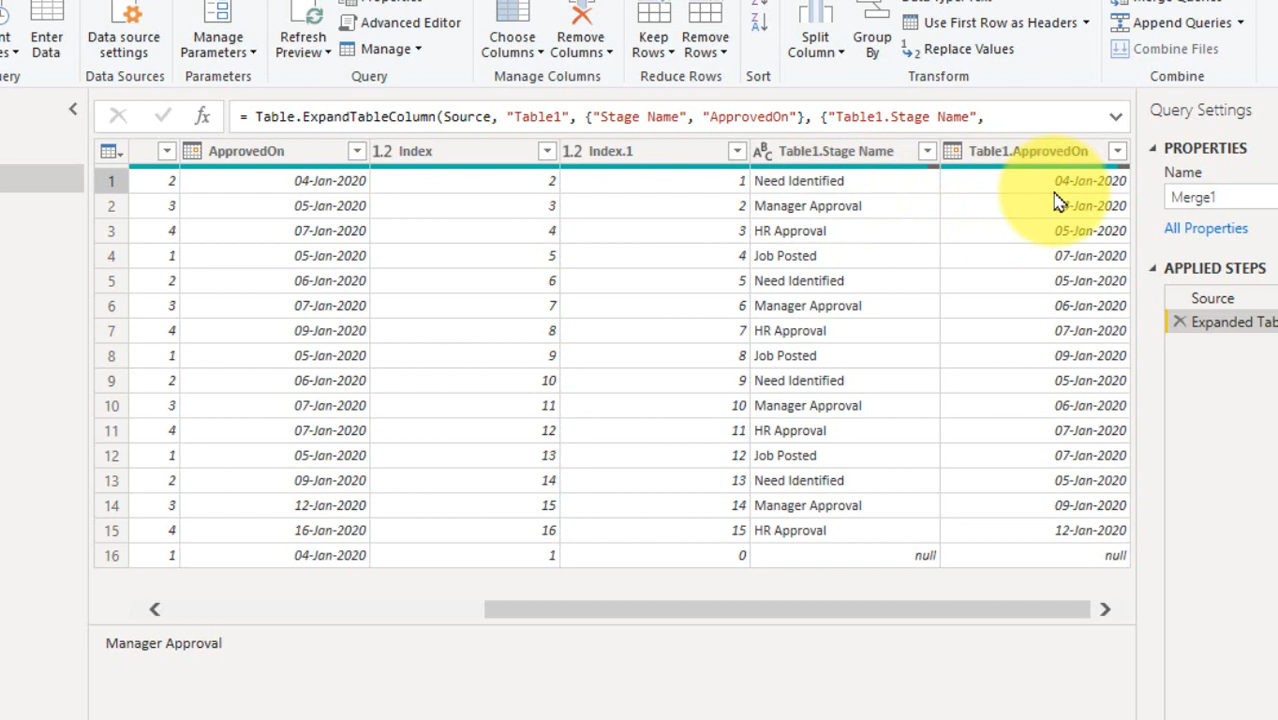 Enter Data
Data source settings
Manage Parameters
Refresh Preview
Advanced Editor
Manage
Choose Columns
Remove Columns
Keep Rows
Remove Rows
Split Column
Group By
Use First Row as Headers
Replace Values
Append Queries
Combine Files
Data Sources
Parameters
Query
Manage Columns
Reduce Rows
Sort
Transform
Combine
fx
= Table.ExpandTableColumn(Source, "Table1", {"Stage Name", "ApprovedOn"}, {"Table1.Stage Name",
ApprovedOn 1.2 Index 1.2 Index.1 ABC Table1.Stage Name Table1.ApprovedOn
1 2 04-Jan-2020 2 1 Need Identified 04-Jan-2020
2 3 05-Jan-2020 3 2 Manager Approval -Jan-2020
3 4 07-Jan-2020 4 3 HR Approval 05-Jan-2020
4 1 05-Jan-2020 5 4 Job Posted 07-Jan-2020
5 2 06-Jan-2020 6 5 Need Identified 05-Jan-2020
6 3 07-Jan-2020 7 6 Manager Approval 06-Jan-2020
7 4 09-Jan-2020 8 7 HR Approval 07-Jan-2020
8 1 05-Jan-2020 9 8 Job Posted 09-Jan-2020
9 2 06-Jan-2020 10 9 Need Identified 05-Jan-2020
10 3 07-Jan-2020 11 10 Manager Approval 06-Jan-2020
11 4 07-Jan-2020 12 11 HR Approval 07-Jan-2020
12 1 05-Jan-2020 13 12 Job Posted 07-Jan-2020
13 2 09-Jan-2020 14 13 Need Identified 05-Jan-2020
14 3 12-Jan-2020 15 14 Manager Approval 09-Jan-2020
15 4 16-Jan-2020 16 15 HR Approval 12-Jan-2020
16 1 04-Jan-2020 1 0 null null
Manager Approval
Query Settings
PROPERTIES
Name
Merge1
All Properties
APPLIED STEPS
Source
Expanded Tab